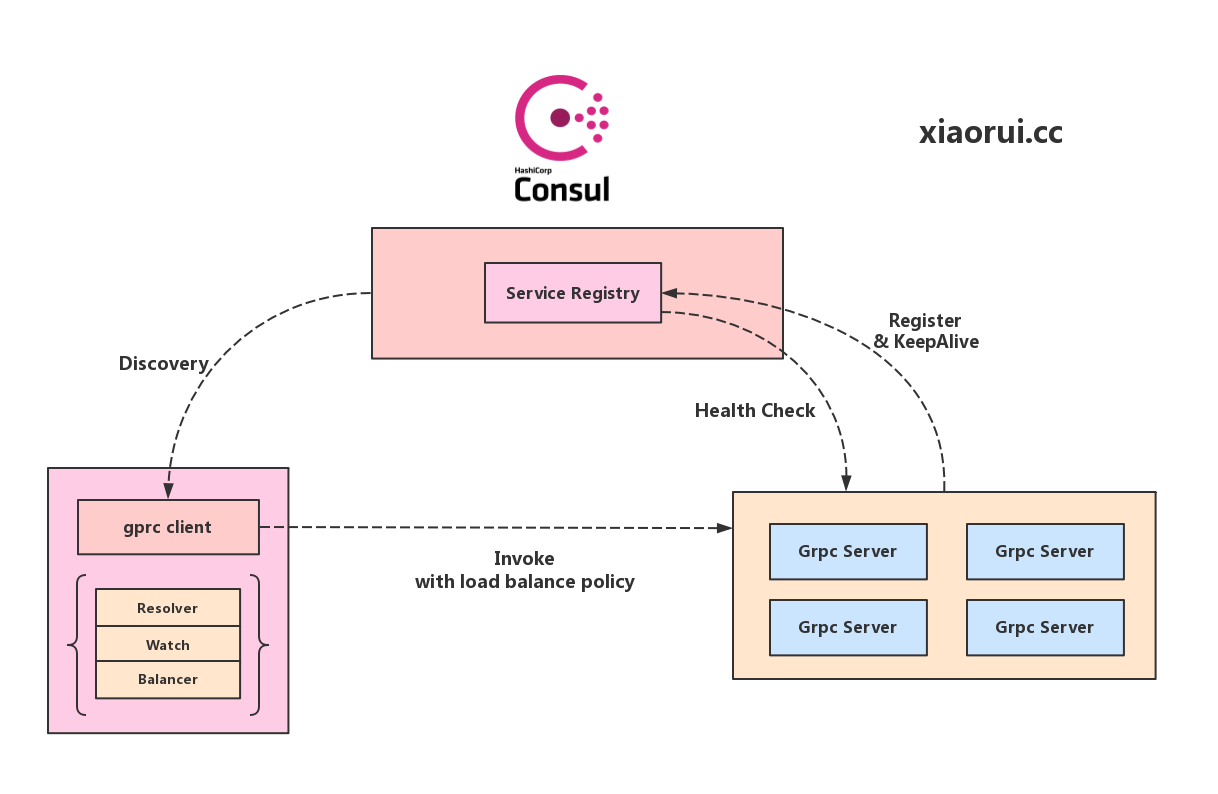 xiaorui.cc
HashiCorp
Consul
Service Registry
Register
& KeepAlive
Discovery
Health Check
gprc client
Invoke
with load balance policy
Resolver
Watch
Balancer
Grpc Server
Grpc Server
Grpc Server
Grpc Server